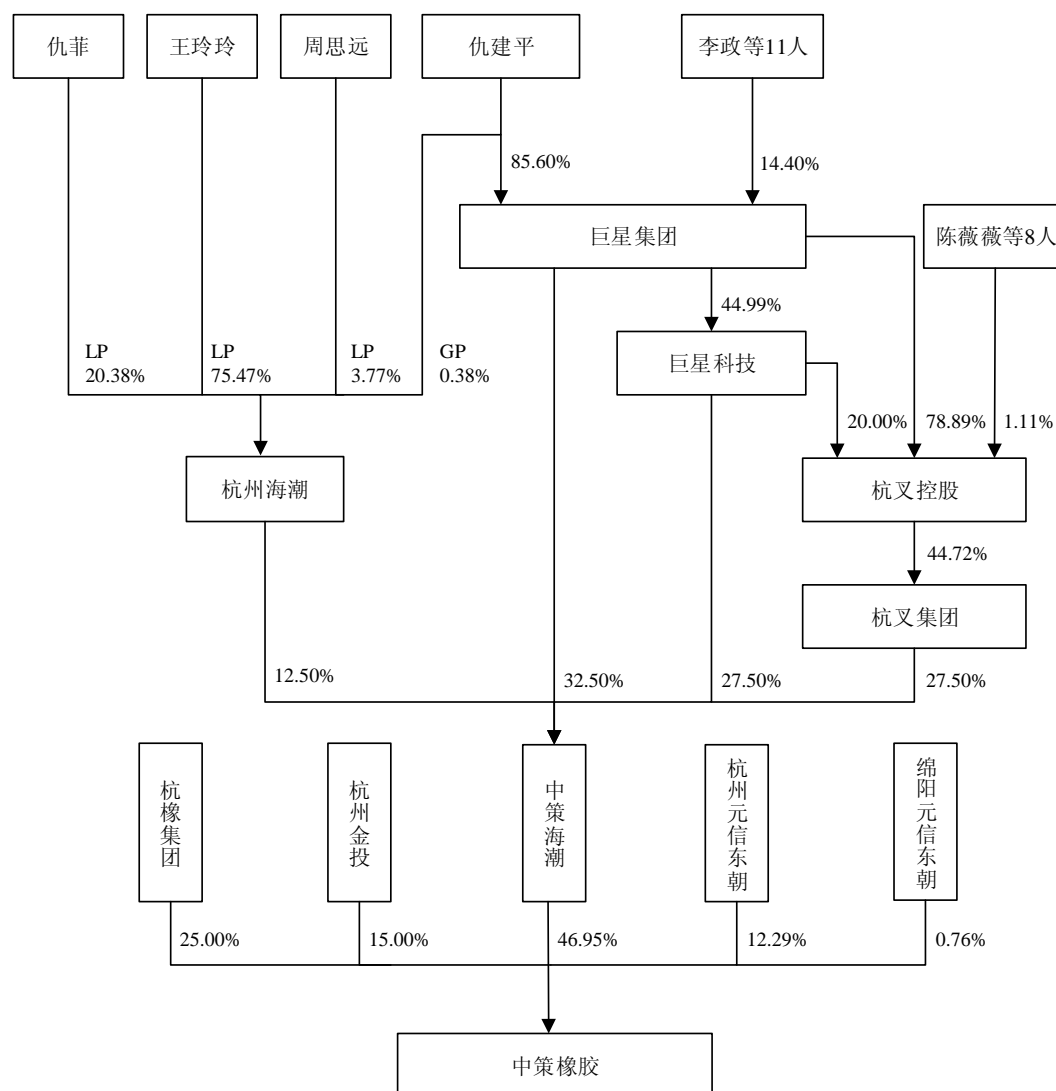 仇菲
王玲玲
周思远
仇建平
李政等11人
85.60%
14.40%
巨星集团
陈薇薇等8人
44.99%
巨星科技
LP
20.38%
LP
75.47%
LP
3.77%
GP
0.38%
20.00%
78.89%
1.11%
杭州海潮
杭叉控股
44.72%
杭叉集团
12.50%
32.50%
27.50%
27.50%
杭橡集团
杭州金投
中策海潮
杭州元信东朝
绵阳元信东朝
25.00%
15.00%
46.95%
12.29%
0.76%
中策橡胶